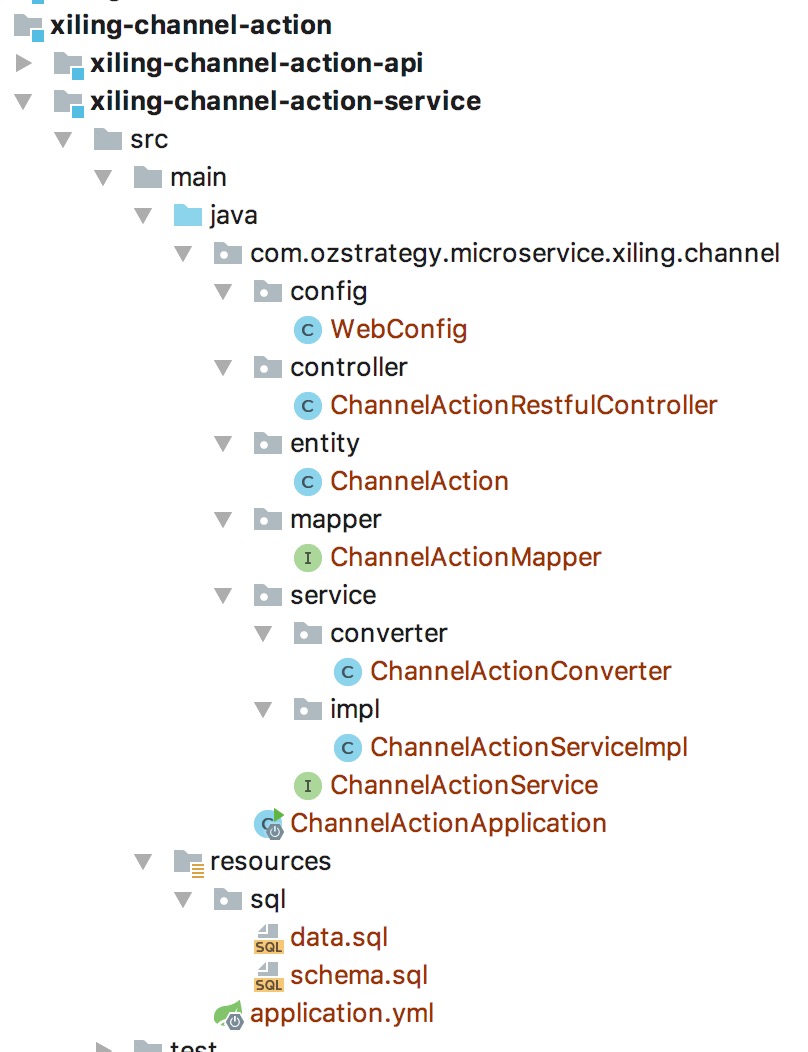 xiling-channel-action
xiling-channel-action-api
xiling-channel-action-service
src
main
java
com.ozstrategy.microservice.xiling.channel
config
C WebConfig
controller
C ChannelActionRestfulController
entity
C ChannelAction
mapper
I ChannelActionMapper
service
converter
C ChannelActionConverter
impl
C ChannelActionServiceImpl
I ChannelActionService
C ChannelActionApplication
resources
sql
SQL data.sql
SQL schema.sql
application.yml
test